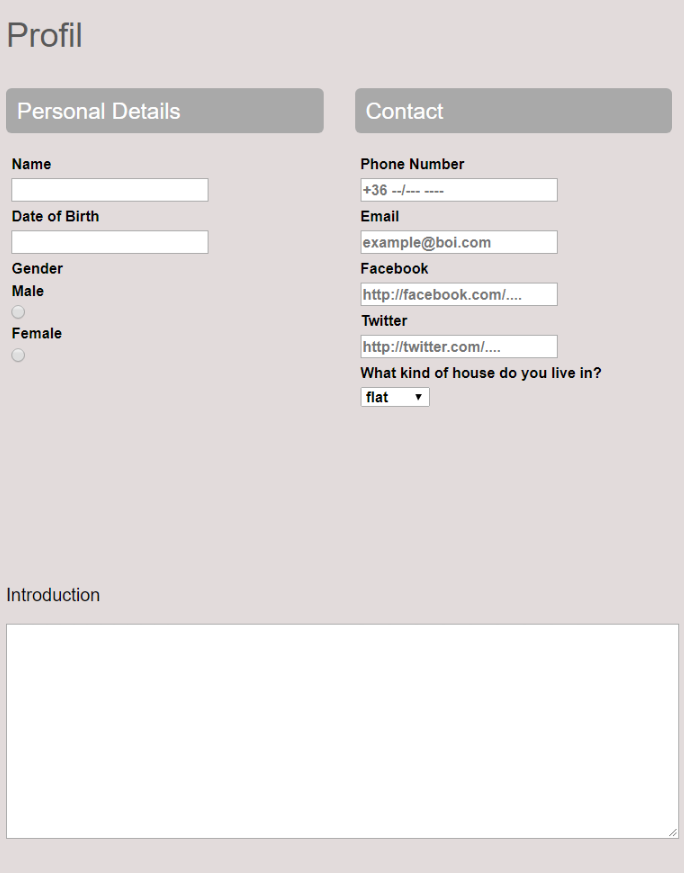 Profil
Personal Details
Name
Date of Birth
Gender
Male
Female
Contact
Phone Number
+36 --/--- ----
Email
example@boi.com
Facebook
http://facebook.com/....
Twitter
http://twitter.com/....
What kind of house do you live in?
flat
Introduction